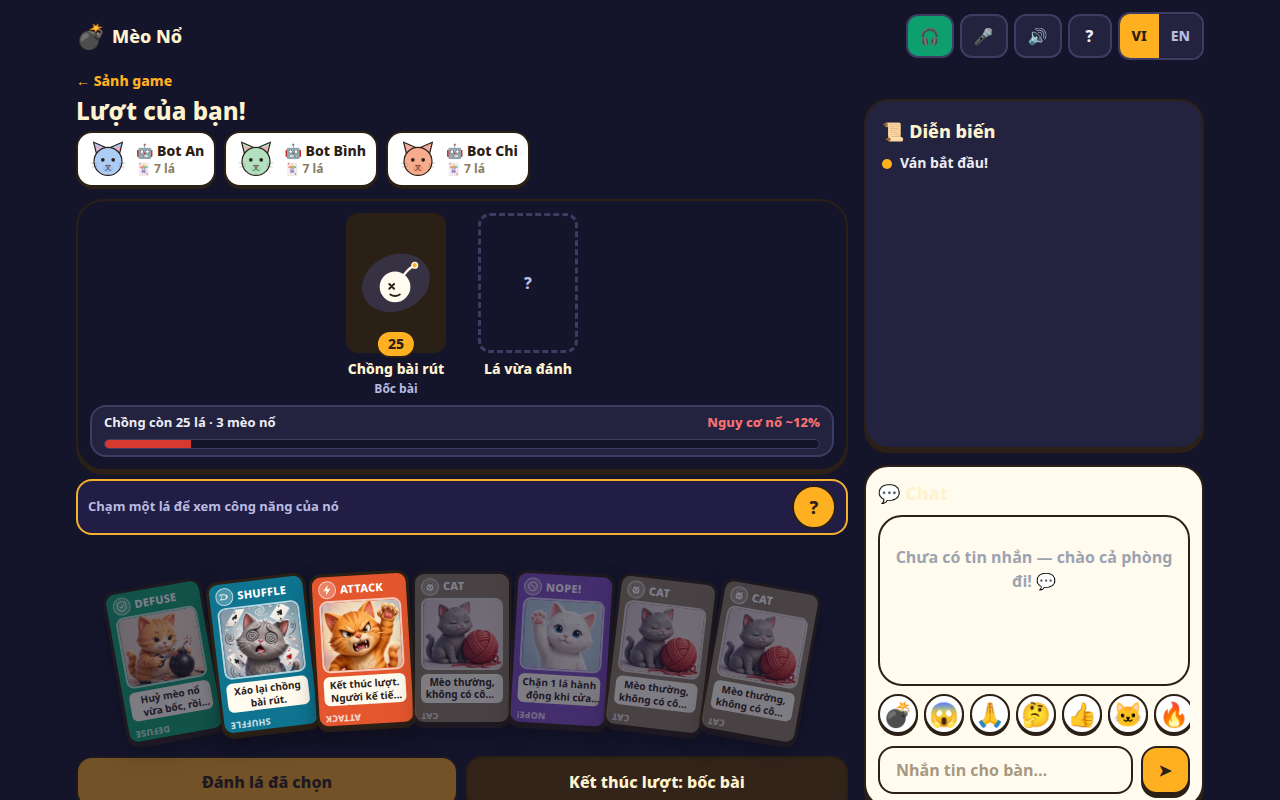 Mèo Nổ
?
VI
EN
← Sảnh game
Lượt của bạn!
Bot An
7 lá
Bot Bình
7 lá
Bot Chi
7 lá
?
25
Chồng bài rút
Bốc bài
Lá vừa đánh
Chồng còn 25 lá · 3 mèo nổ
Nguy cơ nổ ~12%
Chạm một lá để xem công năng của nó
?
DEFUSE
Huỷ mèo nổ
vừa bốc, rồi...
DEFUSE
SHUFFLE
Xáo lại chồng
bài rút.
SHUFFLE
ATTACK
Kết thúc lượt.
Người kế tiế...
ATTACK
CAT
Mèo thường,
không có cô...
CAT
NOPE!
Chặn 1 lá hành
động khi cửa...
NOPE!
CAT
Mèo thường,
không có cô...
CAT
CAT
Mèo thường,
không có cô...
CAT
Đánh lá đã chọn
Kết thúc lượt: bốc bài
Diễn biến
Ván bắt đầu!
Chat
Chưa có tin nhắn — chào cả phòng
đi!
Nhắn tin cho bàn...